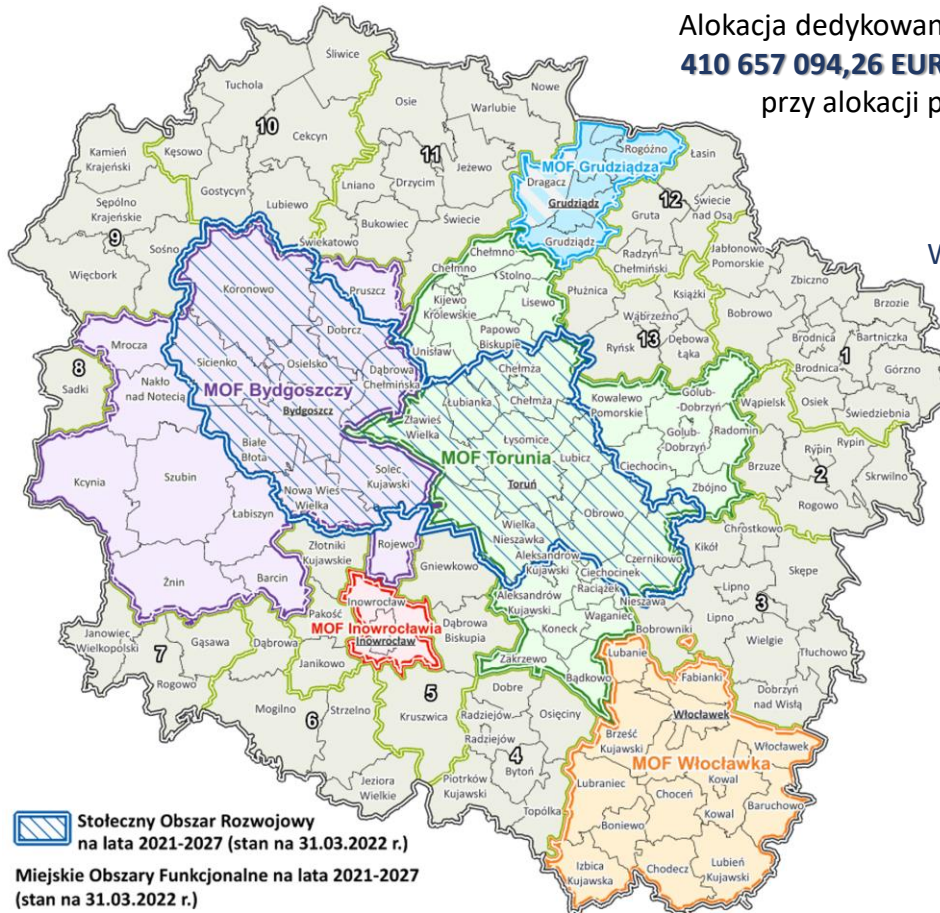 Alokacja dedykowan
410 657 094,26 EUR
przy alokacji p
V
Śliwice
Tuchola
Nowe
Osie
Warlubie
10
Cekcyn
Kęsowo
Kamień
Krajeński
11
Rogoźno
MOF Grudziądza
Łasin
Gostycyn
Lniano
Drzycim
Jeżewo
Dragacz
Lubiewo
Sępólno
Krajeńskie
Bukowiec
Świecie
Grudziądz
12
Gruta
Świecie
nad Osą
9
Sośno
Świekatowo
Grudziądz
Radzyń
Chełmiński
Jabłonowo
Pomorskie
Więcbork
Chełmno
Chełmno
Stolno
Koronowo
Pruszcz
Zbiczno
Płużnica
Książki
Bobrowo
Brzozie
Kijewo
Królewskie
Lisewo
Wąbrzeźno
Dobrcz
Papowo
Biskupie
13
Brodnica
Bartniczka
Mrocza
Ryńsk
Dębowa
Łąka
1
Unisław
Sicienko
Osielsko
Brodnica
Górzno
8
Dąbrowa
Chełmińska
Chełmża
Sadki
Nakło
nad Notecią
MOF Bydgoszczy
Bydgoszcz
Łubianka
Chełmża
Kowalewo
Pomorskie
Golub-
Dobrzyń
Wąpielsk
Osiek
Świedziebnia
Zławieś
Wielka
Łysomice
Golub-
Dobrzyń
Radomin
Rypin
Rypin
Białe
Błota
MOF Torunia
Lubicz
Brzuze
2
Skrwilno
Kcynia
Szubin
Solec
Kujawski
Toruń
Ciechocin
Zbójno
Rogowo
Nowa Wieś
Wielka
Obrowo
Łabiszyn
Wielka
Nieszawka
Chrostkowo
Złotniki
Kujawskie
Rojewo
Aleksandrów
Kujawski
Czernikowo
Kikół
Skępe
Gniewkowo
Ciechocinek
Raciążek
Żnin
Barcin
Aleksandrów
Kujawski
Nieszawa
Lipno
3
Pakość
Inowrocław
Waganiec
Lipno
Janowiec
Wielkopolski
Gąsawa
MOF Inowrocławia
Dąbrowa
Biskupia
Koneck
Bobrowniki
Wielgie
7
Dąbrowa
Inowrocław
Lubanie
Tłuchowo
Janikowo
Zakrzewo
Fabianki
Rogowo
Bądkowo
Dobrzyń
nad Wisłą
5
Dobre
Mogilno
Strzelno
Kruszwica
Radziejów
Osięciny
Włocławek
6
Radziejów
Brześć
Kujawski
Włocławek
4
Bytoń
MOF Włocławka
Jeziora
Wielkie
Piotrków
Kujawski
Lubraniec
Kowal
Choceń
Topólka
Kowal
Baruchowo
Boniewo
Izbica
Kujawska
Chodecz
Lubień
Kujawski
Stołeczny Obszar Rozwojowy
na lata 2021-2027 (stan na 31.03.2022 r.)
Miejskie Obszary Funkcjonalne na lata 2021-2027
(stan na 31.03.2022 r.)